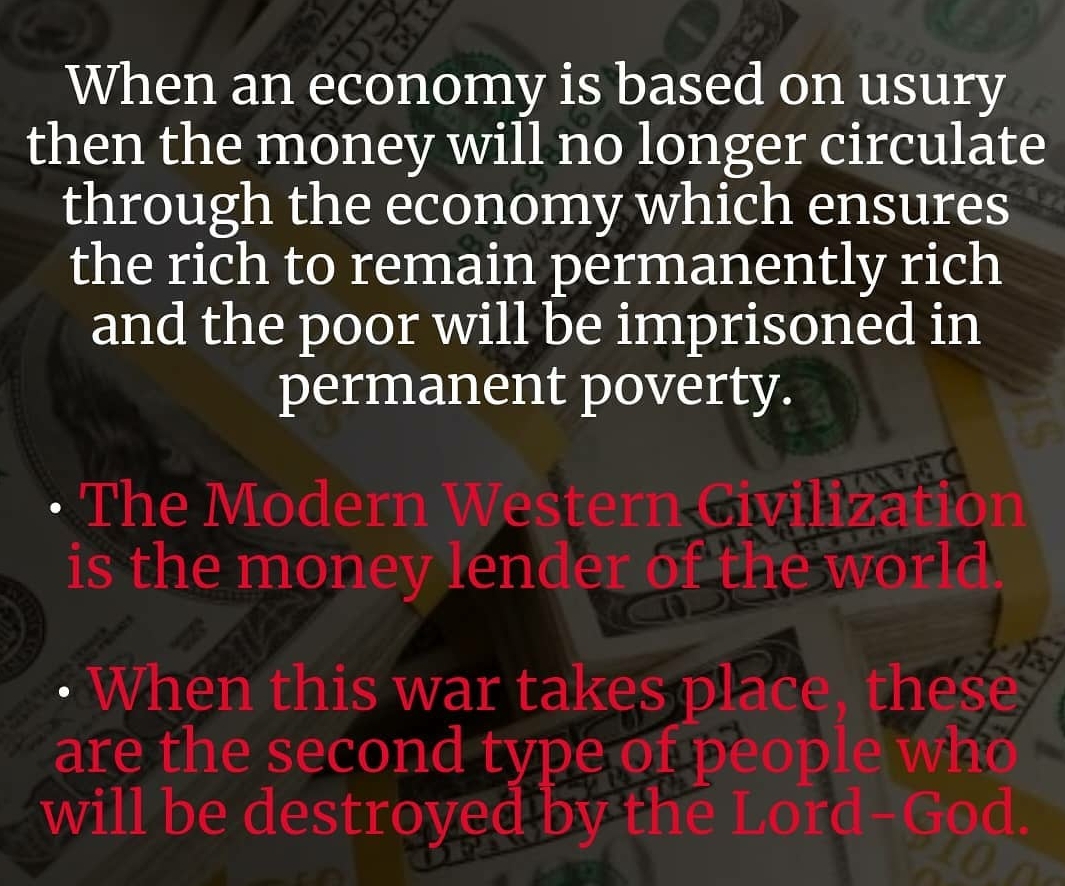 When an economy is based on usury
then the money will no longer circulate
through the economy which ensures
the rich to remain permanently rich
and the poor will be imprisoned in
permanent poverty.
• The Modern Western Civilization
is the money lender of the world.
• When this war takes place, these
are the second type of people who
will be destroyed by the Lord-God.